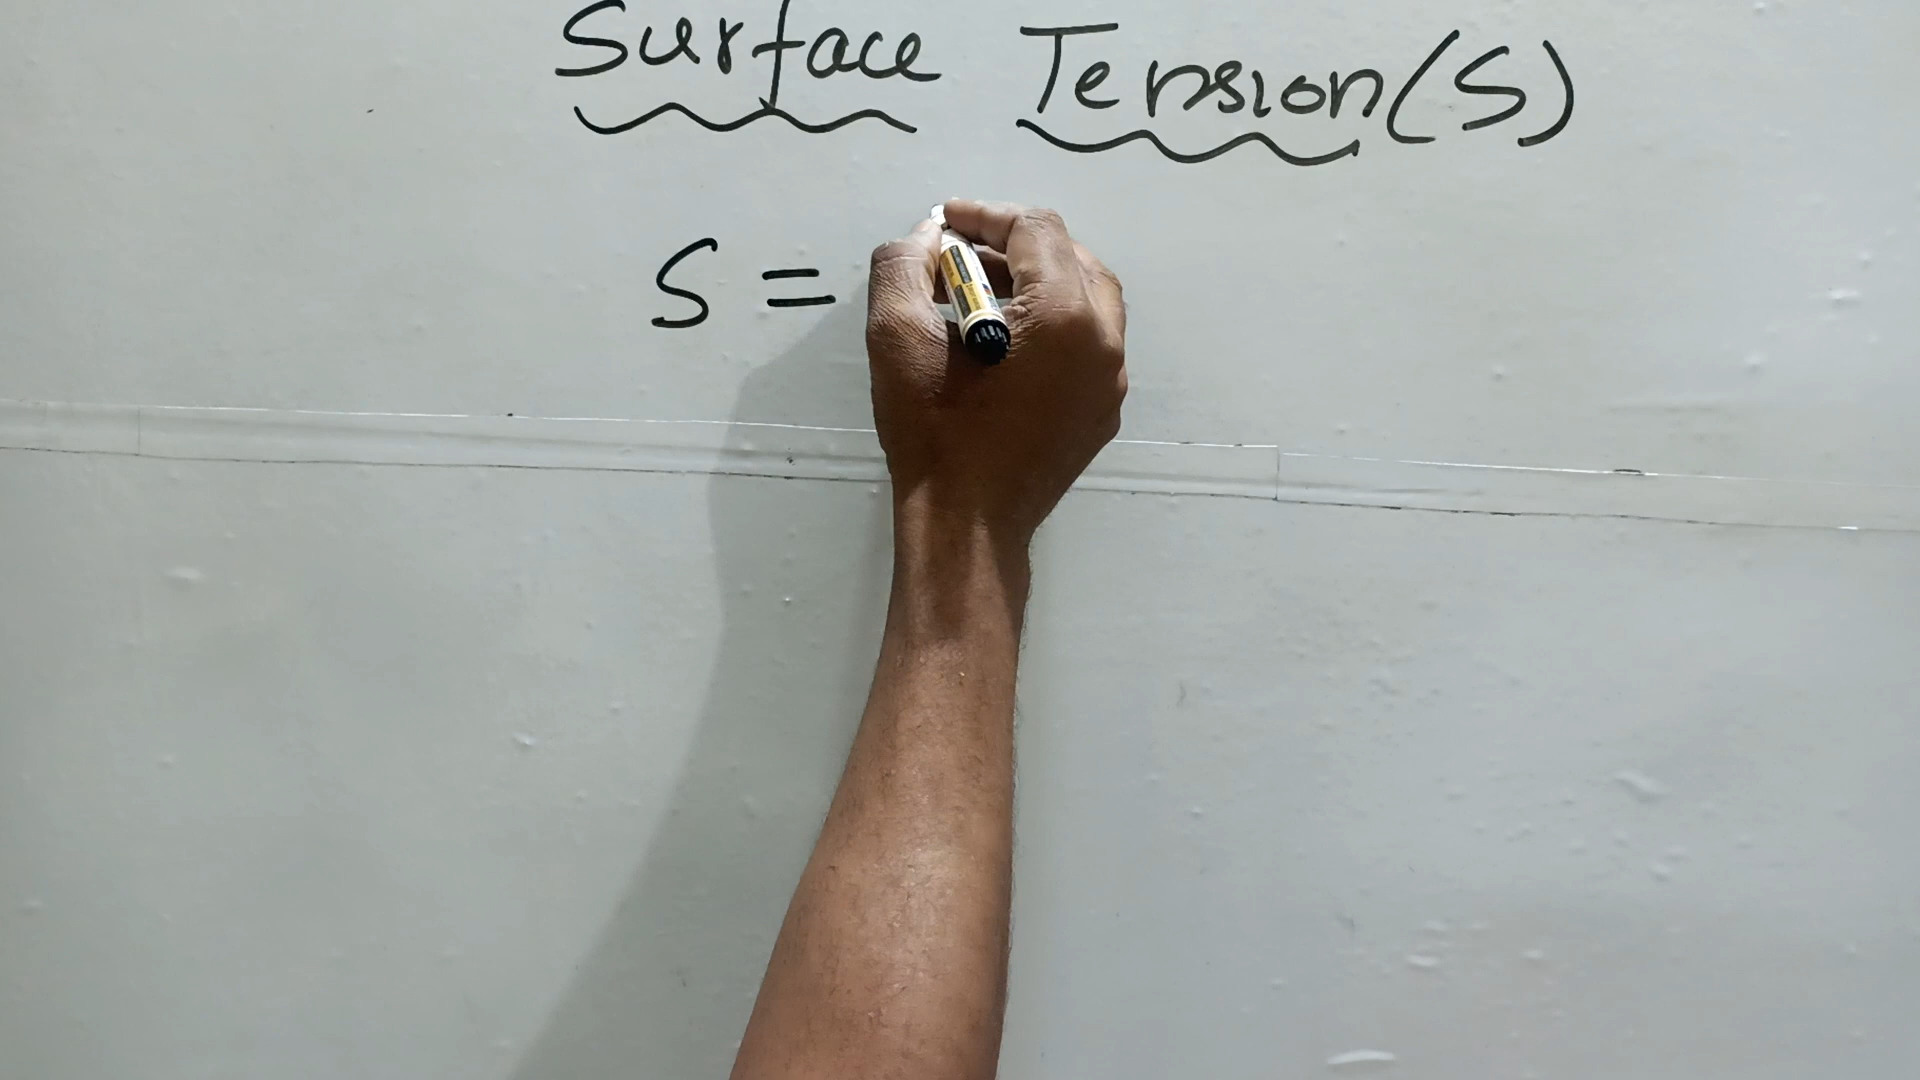 Surface Tension (S)
S =